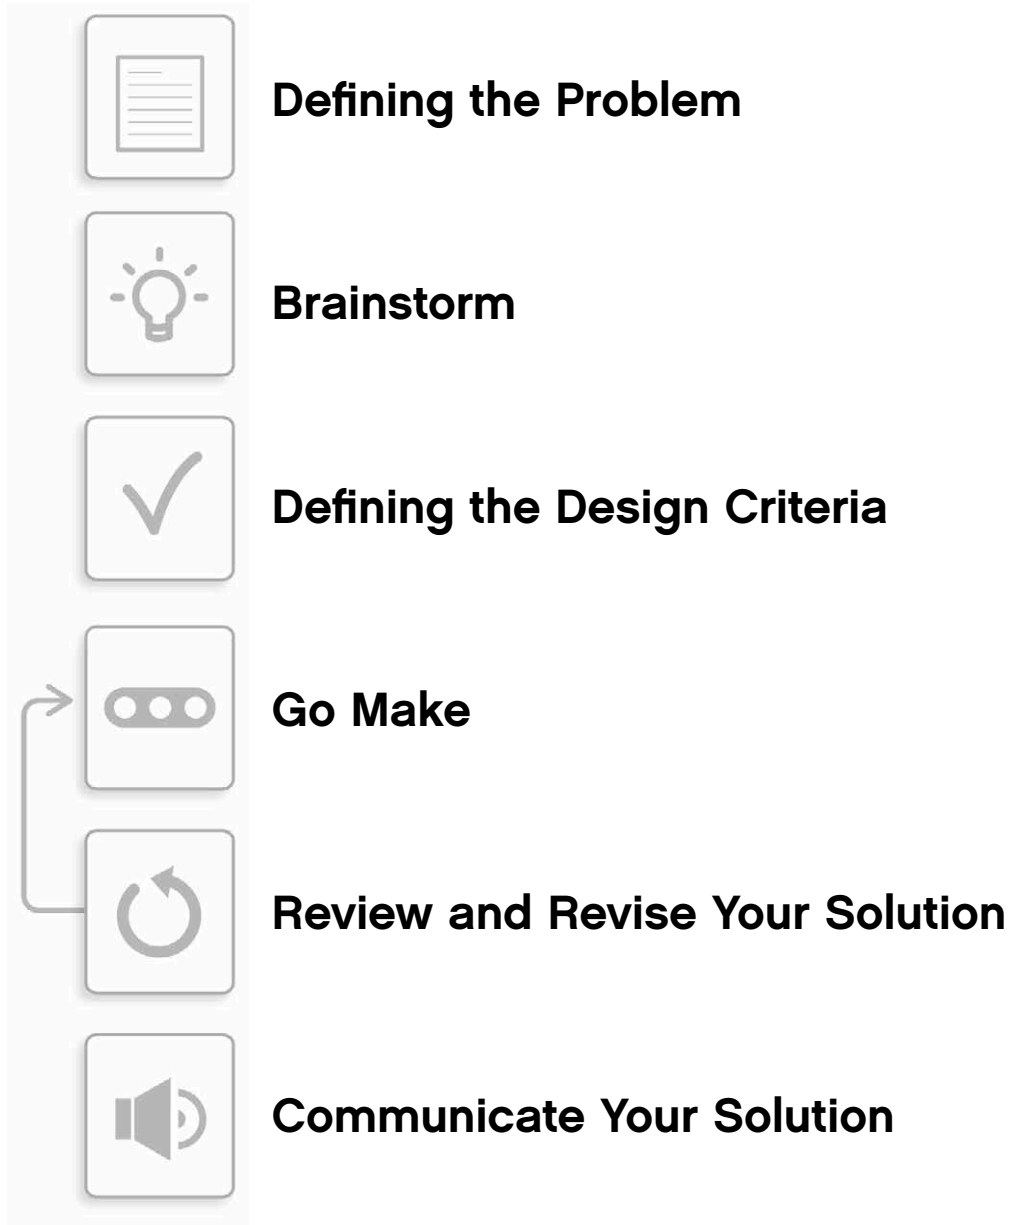 Defining the Problem
Brainstorm
Defining the Design Criteria
Go Make
Review and Revise Your Solution
Communicate Your Solution